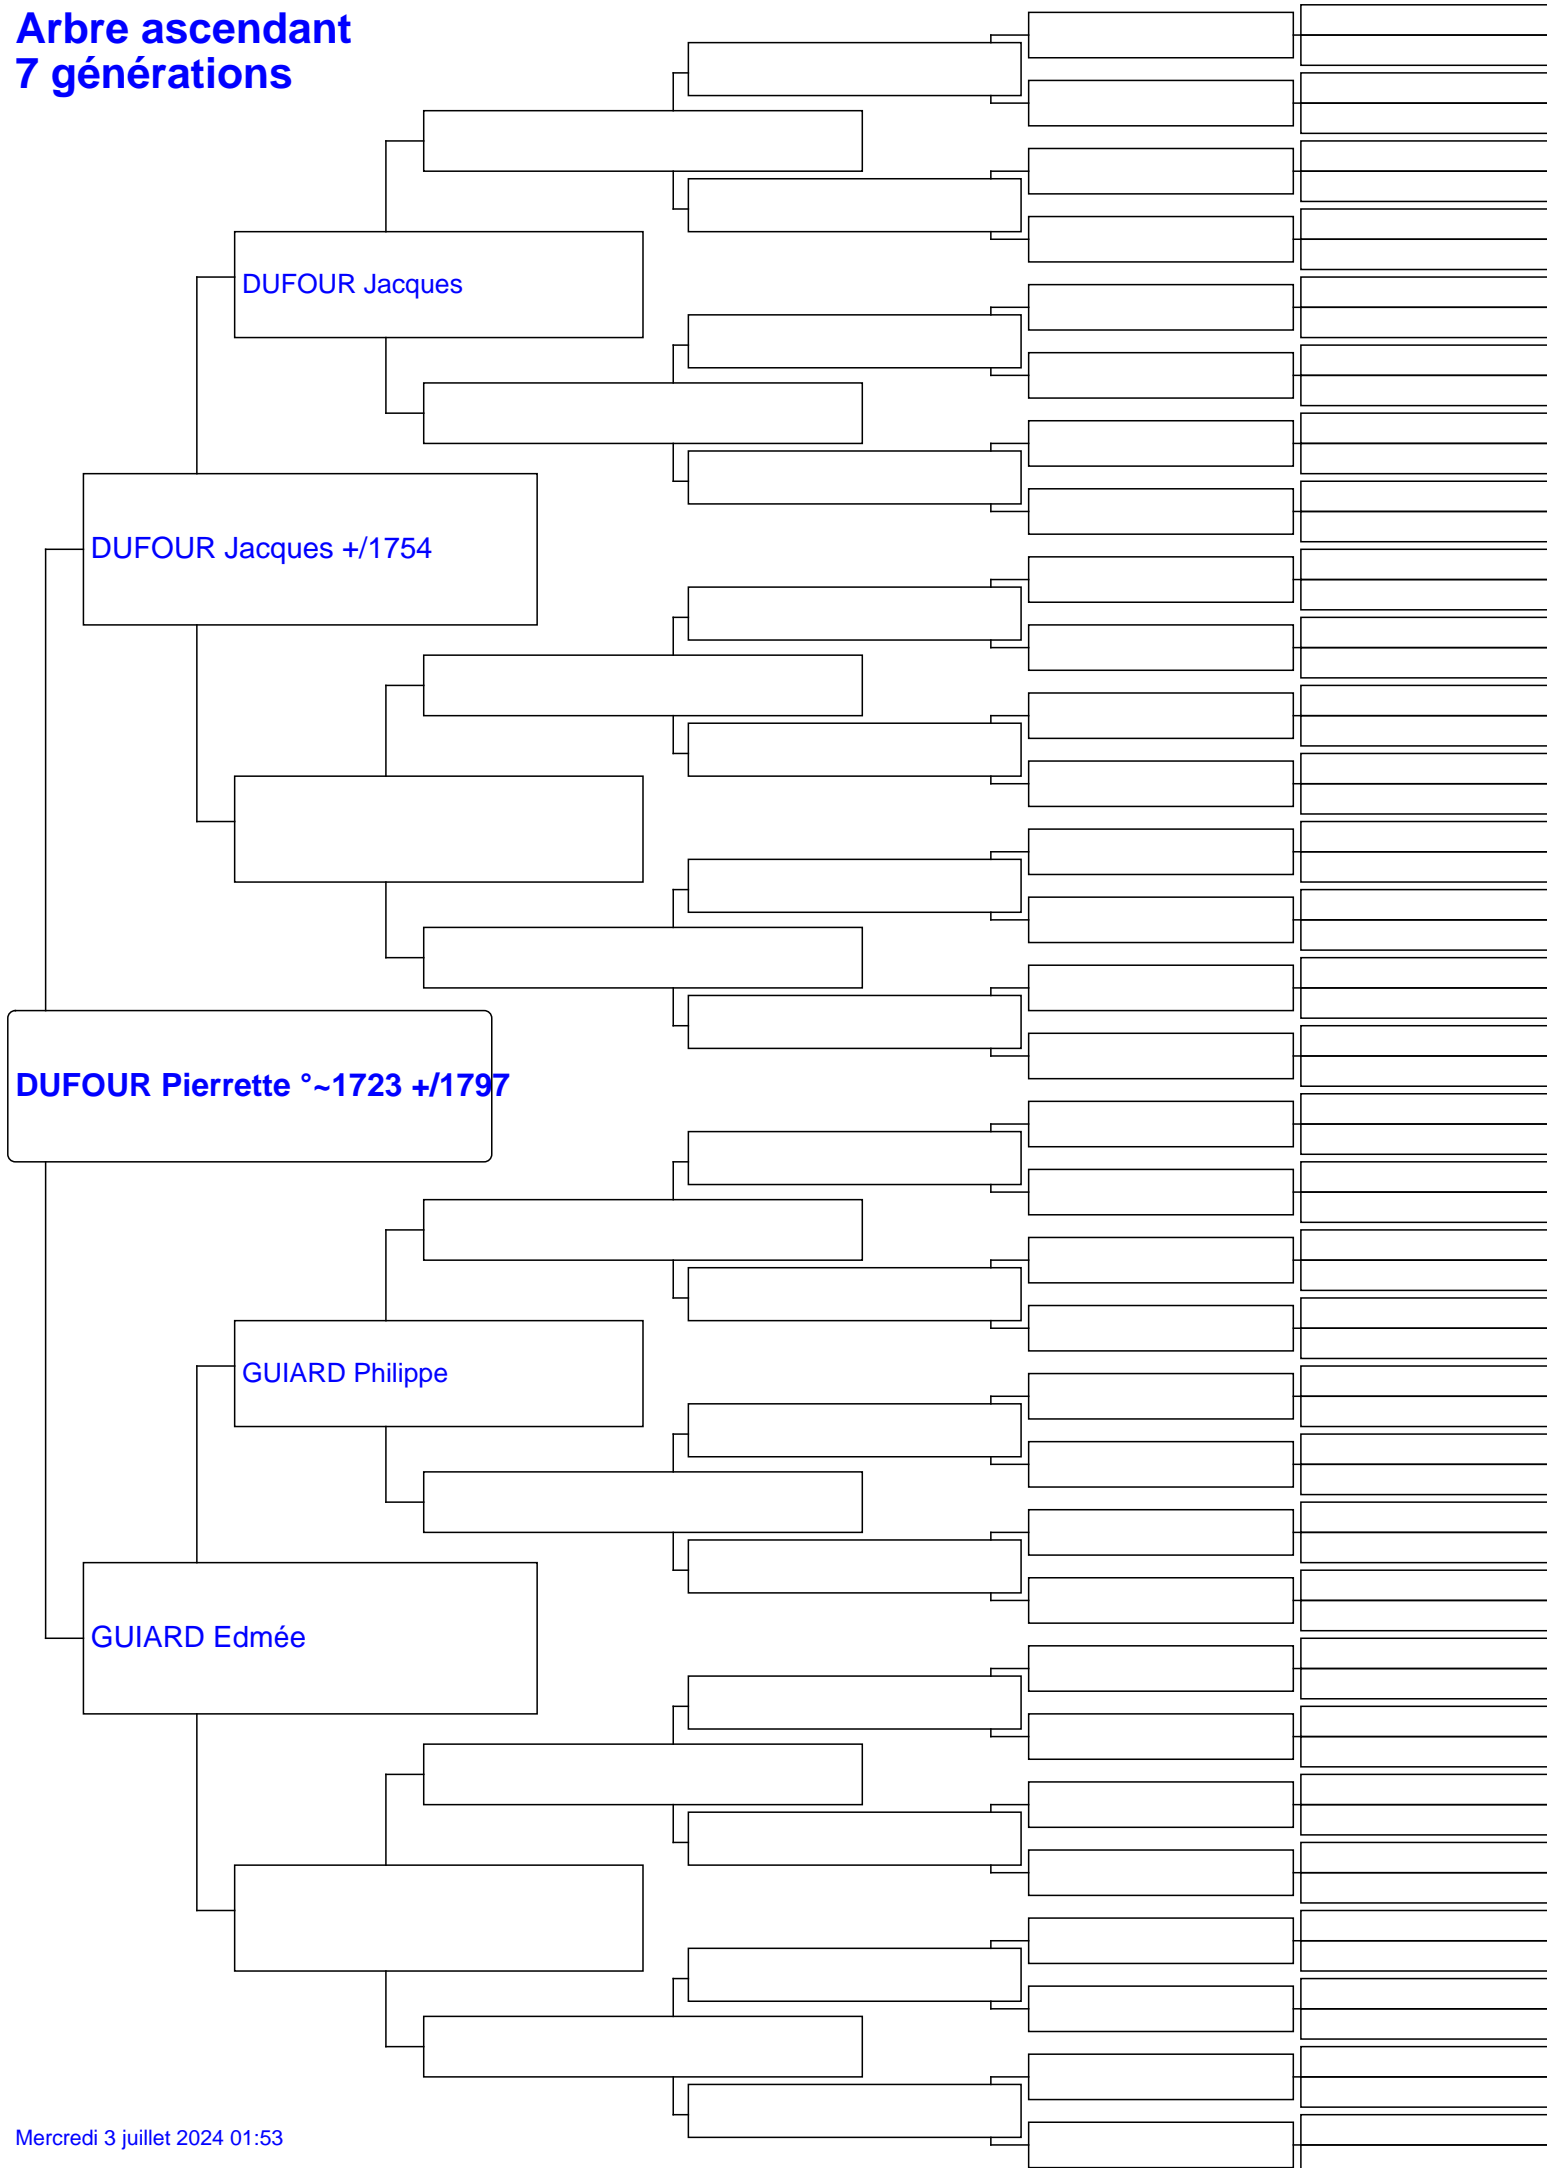 Arbre ascendant
7 générations
DUFOUR Jacques
DUFOUR Jacques +/1754
DUFOUR Pierrette °~1723 +/1797
GUIARD Philippe
GUIARD Edmée
Mercredi 3 juillet 2024 01:53